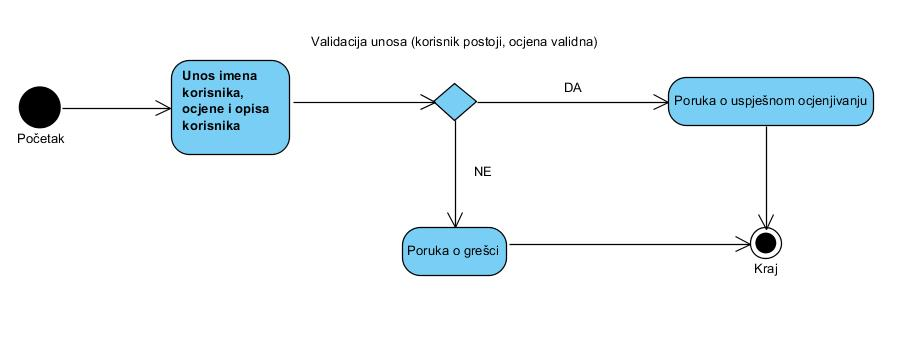 Validacija unosa (korisnik postoji, ocjena validna)
Unos imena
korisnika,
ocjene i opisa
korisnika
DA
Poruka o uspješnom ocjenjivanju
Početak
NE
Poruka o grešci
Kraj